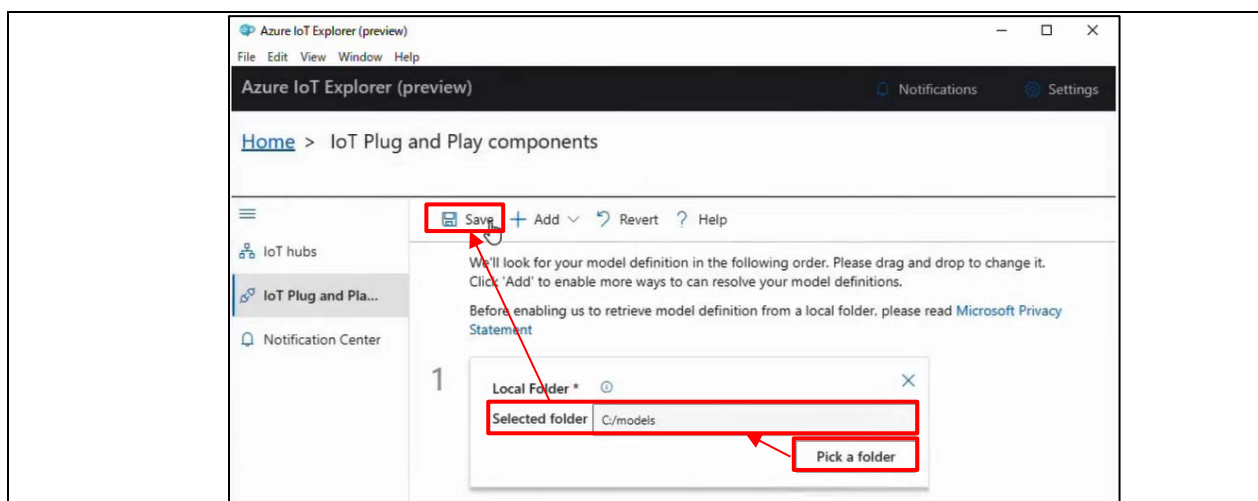 Azure IoT Explorer (preview)
File Edit View Window Help
Azure IoT Explorer (preview) Notifications Settings
Home > IoT Plug and Play components
Save + Add Revert ? Help
IoT hubs
IoT Plug and Pla...
Notification Center
We'll look for your model definition in the following order. Please drag and drop to change it.
Click 'Add' to enable more ways to can resolve your model definitions.
Before enabling us to retrieve model definition from a local folder, please read Microsoft Privacy
Statement
1
Local Folder *
Selected folder C:/models
Pick a folder